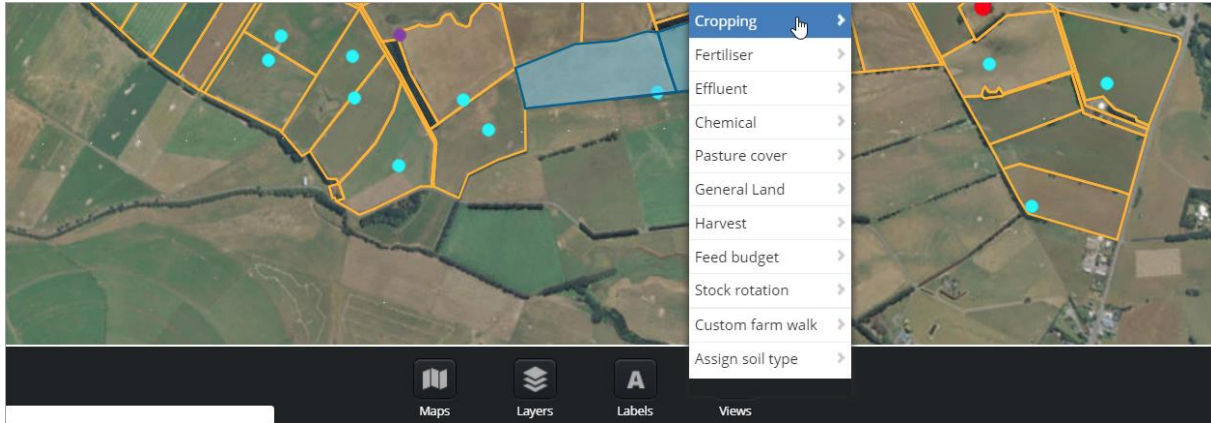 Cropping
Fertiliser
Effluent
Chemical
Pasture cover
General Land
Harvest
Feed budget
Stock rotation
Custom farm walk
Assign soil type
A
Maps
Layers
Labels
Views